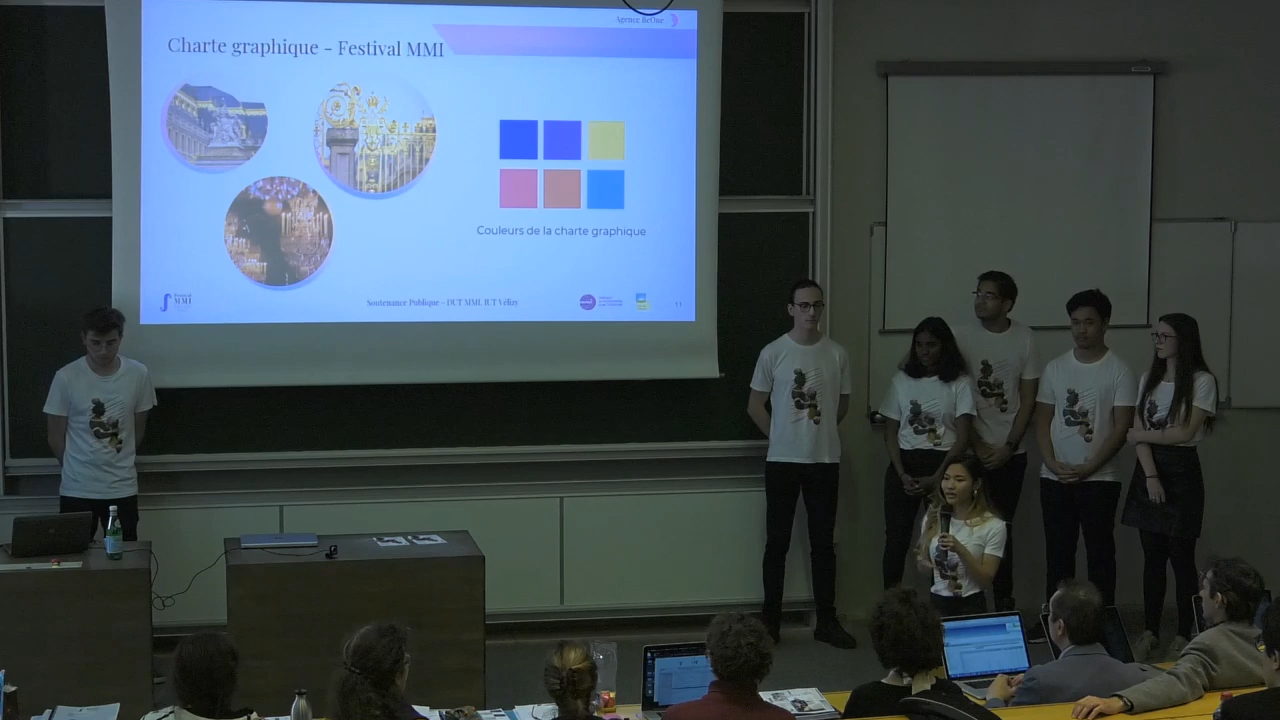 Agence BeOne
Charte graphique - Festival MMI
Couleurs de la charte graphique
MMI
Soutenance Publique - DUT MMI, IUT Vélizy
11